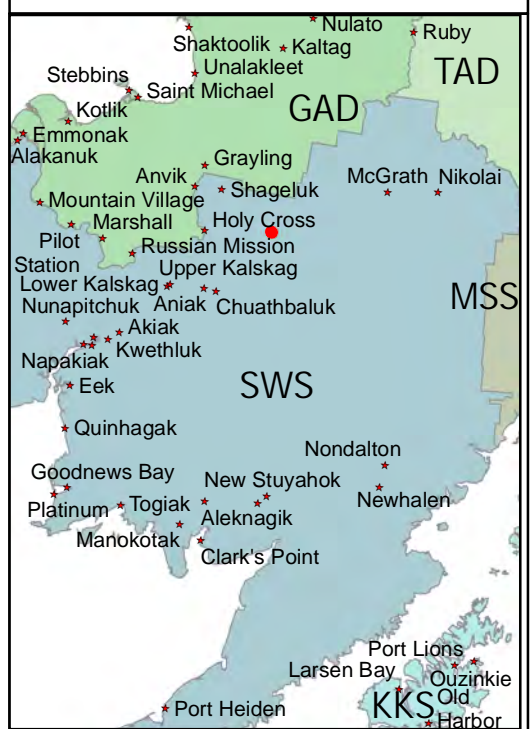 Nulato
Ruby
Shaktoolik
Kaltag
Unalakleet
TAD
Stebbins
Saint Michael
GAD
Kotlik
Emmonak
Alakanuk
Grayling
Anvik
Shageluk
McGrath
Nikolai
Mountain Village
Marshall
Holy Cross
Pilot
Station
Russian Mission
Upper Kalskag
Lower Kalskag
Aniak
Chuathbaluk
MSS
Nunapitchuk
Akiak
Kwethluk
Napakiak
SWS
Eek
Quinhagak
Nondalton
Goodnews Bay
New Stuyahok
Newhalen
Platinum
Togiak
Aleknagik
Manokotak
Clark's Point
Port Lions
Larsen Bay
Ouzinkie
KKS
Old
Harbor
Port Heiden